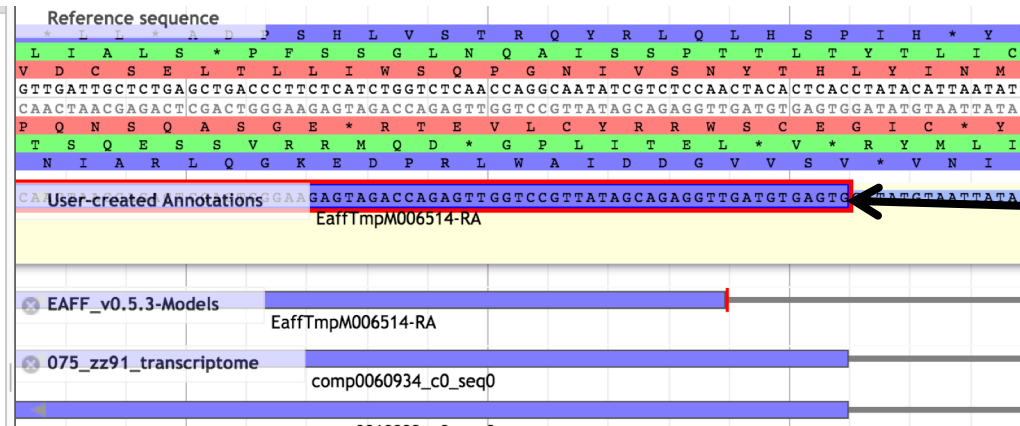 Reference sequence
* L L * A D P S H L V S T R Q Y R L Q L H S P I H * Y
L I A L S * P F S S G L N Q A I S S P T T L T Y T L I C
V D C S E L T L L I W S Q P G N I V S N Y T H L Y I N M
GTTGATTGCTCTGAGCTGACCCTTCTCATCTGGTCTCAACCAGGCAATATCGTCTCCAACTACACTCACCTATACATTAATAT
CAACTAACGAGACTCGACTGGGAAGAGTAGACCAGAGTTGGTCCGTTATAGCAGAGGTTGATGTGAGTGGATATGTAATTATA
P Q N S Q A S G E * R T E V L C Y R R W S C E G I C * Y
T S Q E S S V R R M Q D * G P L I T E L * V * R Y M L I
N I A R L Q G K E D P R L W A I D D G V V S V * V N I
User-created Annotations
GAGTAGACCAGAGTTGGTCCGTTATAGCAGAGGTTGATGTGAGTG
EaffTmpM006514-RA
EAFF_v0.5.3-Models
EaffTmpM006514-RA
075_zz91_transcriptome
comp0060934_c0_seq0